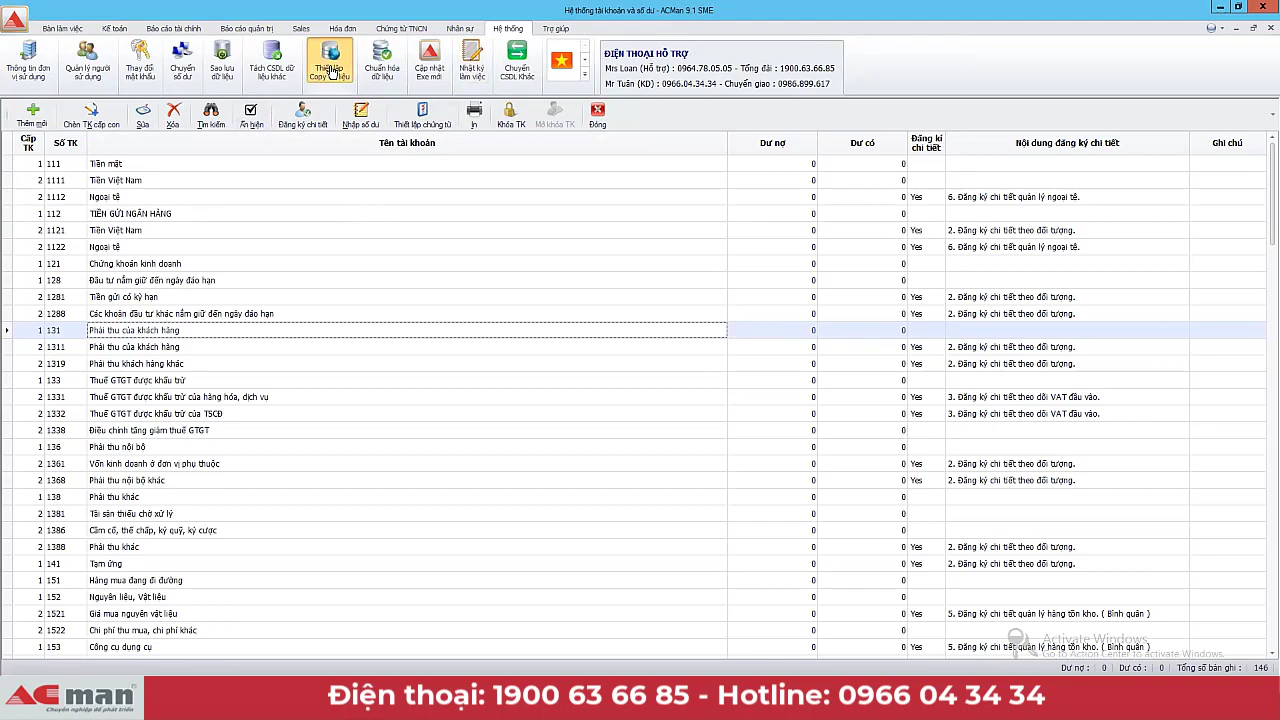 Hệ thống tài khoản và số dư - ACMan 9.1 SME
Bàn làm việc Kế toán Báo cáo tài chính Báo cáo quản trị Sales Hóa đơn Chứng từ TNCN Nhân sự Hệ thống Trợ giúp
Thông tin đơn vị sử dụng
Quản lý người sử dụng
Thay đổi mật khẩu
Chuyển số dư
Sao lưu dữ liệu
Tách CSDL dữ liệu khác
Chuẩn hóa dữ liệu
Cập nhật Exe mới
Nhật ký làm việc
Chuyển CSDL Khác
ĐIỆN THOẠI HỖ TRỢ
Mrs Loan (Hỗ trợ) : 0964.78.05.05 - Tổng đài : 1900.63.66.85
Mr Tuân (KD) : 0966.04.34.34 - Chuyển giao : 0966.899.617
Thêm mới Chèn TK cấp con Sửa Xóa Tìm kiếm Ẩn hiện Đăng ký chi tiết Nhập số dư Thiết lập chứng từ In Khóa TK Mở khóa TK Đóng
Cấp TK Số TK Tên tài khoản Dư nợ Dư có Đăng kí chi tiết Nội dung đăng ký chi tiết Ghi chú
1 111 Tiền mặt 0 0
2 1111 Tiền Việt Nam 0 0
2 1112 Ngoại tệ 0 0 Yes 6. Đăng ký chi tiết quản lý ngoại tệ.
1 112 TIỀN GỬI NGÂN HÀNG 0 0
2 1121 Tiền Việt Nam 0 0 Yes 2. Đăng ký chi tiết theo đối tượng.
2 1122 Ngoại tệ 0 0 Yes 6. Đăng ký chi tiết quản lý ngoại tệ.
1 121 Chứng khoán kinh doanh 0 0
1 128 Đầu tư nắm giữ đến ngày đáo hạn 0 0
2 1281 Tiền gửi có kỳ hạn 0 0 Yes 2. Đăng ký chi tiết theo đối tượng.
2 1288 Các khoản đầu tư khác nắm giữ đến ngày đáo hạn 0 0 Yes 2. Đăng ký chi tiết theo đối tượng.
1 131 Phải thu của khách hàng 0 0
2 1311 Phải thu của khách hàng 0 0 Yes 2. Đăng ký chi tiết theo đối tượng.
2 1319 Phải thu khách hàng khác 0 0 Yes 2. Đăng ký chi tiết theo đối tượng.
1 133 Thuế GTGT được khấu trừ 0 0
2 1331 Thuế GTGT được khấu trừ của hàng hóa, dịch vụ 0 0 Yes 3. Đăng ký chi tiết theo dõi VAT đầu vào.
2 1332 Thuế GTGT được khấu trừ của TSCĐ 0 0 Yes 3. Đăng ký chi tiết theo dõi VAT đầu vào.
2 1338 Điều chỉnh tăng giảm thuế GTGT 0 0
1 136 Phải thu nội bộ 0 0
2 1361 Vốn kinh doanh ở đơn vị phụ thuộc 0 0 Yes 2. Đăng ký chi tiết theo đối tượng.
2 1368 Phải thu nội bộ khác 0 0 Yes 2. Đăng ký chi tiết theo đối tượng.
1 138 Phải thu khác 0 0
2 1381 Tài sản thiếu chờ xử lý 0 0
2 1386 Cầm cố, thế chấp, ký quỹ, ký cược 0 0
2 1388 Phải thu khác 0 0 Yes 2. Đăng ký chi tiết theo đối tượng.
2 141 Tạm ứng 0 0 Yes 2. Đăng ký chi tiết theo đối tượng.
1 151 Hàng mua đang đi đường 0 0
1 152 Nguyên liệu, Vật liệu 0 0
2 1521 Giá mua nguyên vật liệu 0 0 Yes 5. Đăng ký chi tiết quản lý hàng tồn kho. ( Bình quân )
2 1522 Chi phí thu mua, chi phí khác 0 0
1 153 Công cụ dụng cụ 0 0 Yes 5. Đăng ký chi tiết quản lý hàng tồn kho. ( Bình quân )
Activate Windows
Go to Action Center to activate Windows.
Dư nợ : 0 Dư có : 0 Tổng số bản ghi : 146
ACman
Chuyên nghiệp để phát triển
Điện thoại: 1900 63 66 85 - Hotline: 0966 04 34 34